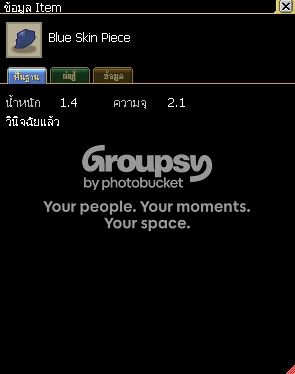 ข้อมูล Item
Blue Skin Piece
พื้นฐาน ต่อสู้ ข้อมูล
น้ำหนัก 1.4 ความจุ 2.1
วินิจฉัยแล้ว
Groupsy
by photobucket
Your people. Your moments.
Your space.